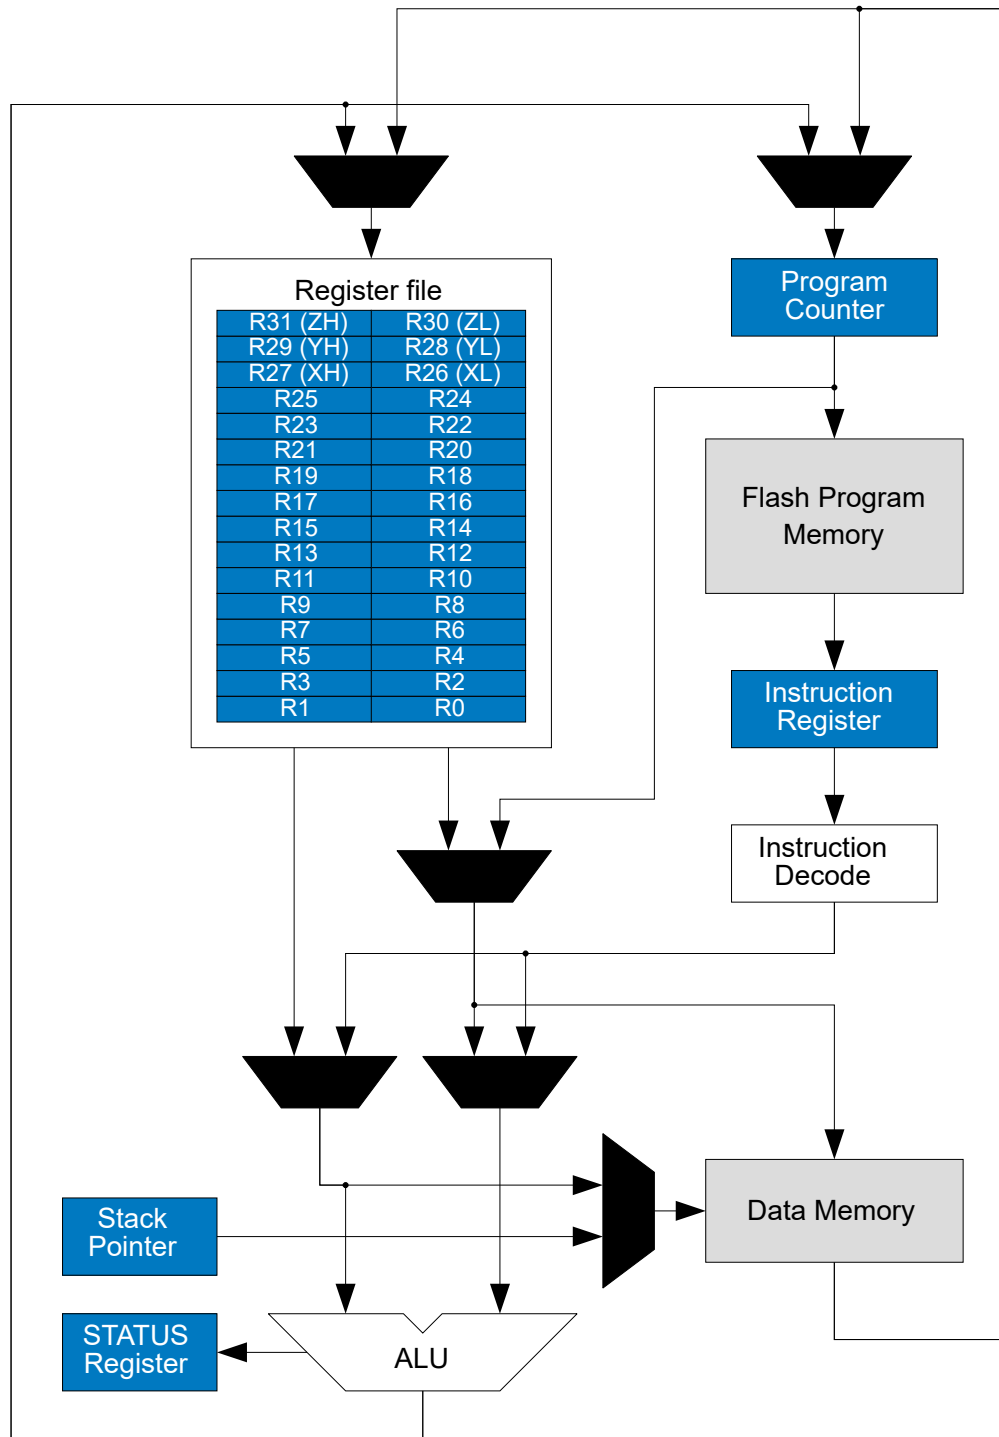 Register file
R31 (ZH) R30 (ZL)
R29 (YH) R28 (YL)
R27 (XH) R26 (XL)
R25 R24
R23 R22
R21 R20
R19 R18
R17 R16
R15 R14
R13 R12
R11 R10
R9 R8
R7 R6
R5 R4
R3 R2
R1 R0
Program
Counter
Flash Program
Memory
Instruction
Register
Instruction
Decode
Stack
Pointer
Data Memory
STATUS
Register
ALU